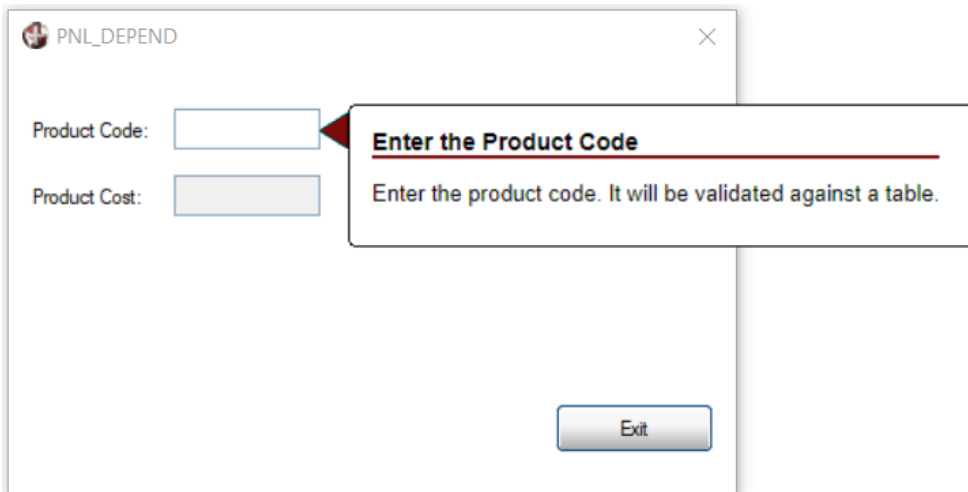 PNL_DEPEND
Product Code:
Enter the Product Code
Enter the product code. It will be validated against a table.
Product Cost:
Exit